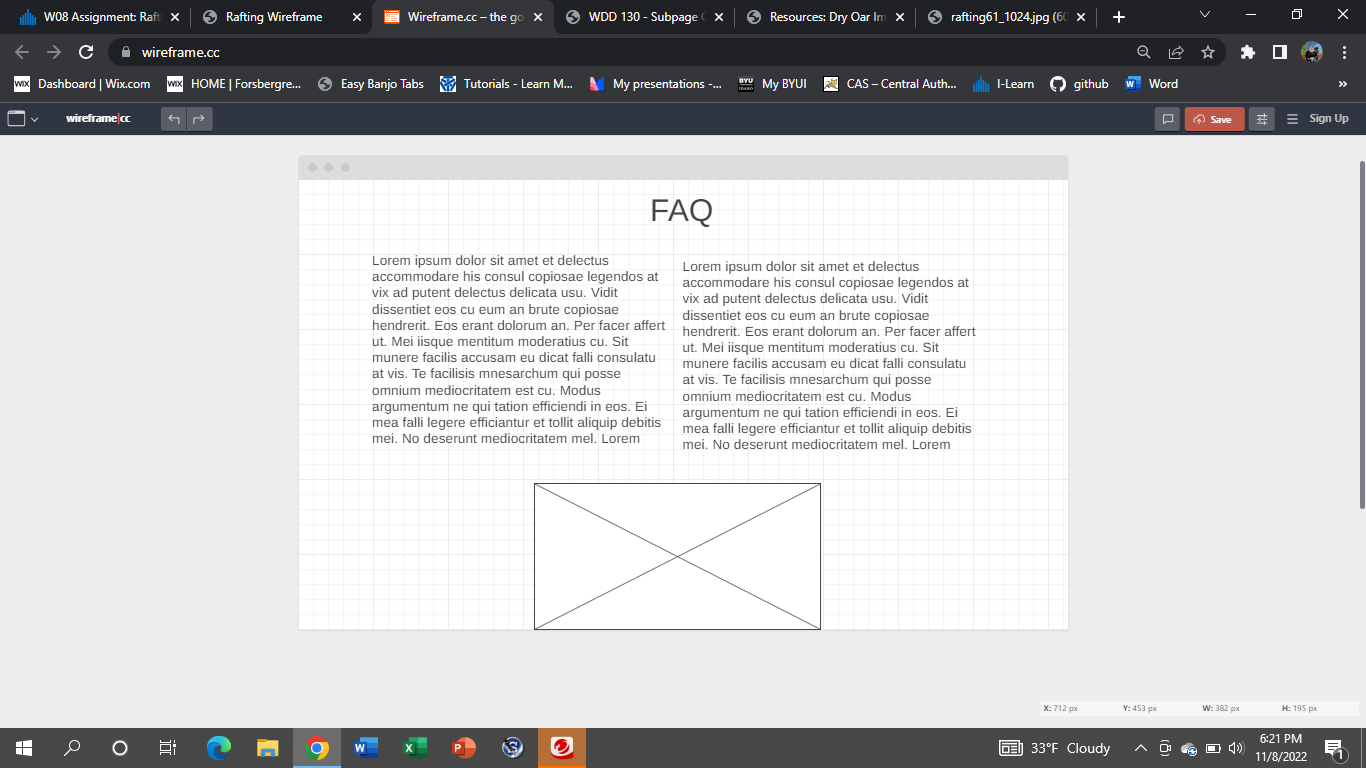 W08 Assignment: Raft
Rafting Wireframe
Wireframe.cc – the go
WDD 130 - Subpage C
Resources: Dry Oar Im
rafting61_1024.jpg (60
wireframe.cc
Dashboard | Wix.com
HOME | Forsbergre...
Easy Banjo Tabs
Tutorials - Learn M...
My presentations -...
My BYUI
CAS – Central Auth...
I-Learn
github
Word
»
wireframe|cc
Save
Sign Up
FAQ
Lorem ipsum dolor sit amet et delectus
accommodare his consul copiosae legendos at
vix ad putent delectus delicata usu. Vidit
dissentiet eos cu eum an brute copiosae
hendrerit. Eos erant dolorum an. Per facer affert
ut. Mei iisque mentitum moderatius cu. Sit
munere facilis accusam eu dicat falli consulatu
at vis. Te facilisis mnesarchum qui posse
omnium mediocritatem est cu. Modus
argumentum ne qui tation efficiendi in eos. Ei
mea falli legere efficiantur et tollit aliquip debitis
mei. No deserunt mediocritatem mel. Lorem
Lorem ipsum dolor sit amet et delectus
accommodare his consul copiosae legendos at
vix ad putent delectus delicata usu. Vidit
dissentiet eos cu eum an brute copiosae
hendrerit. Eos erant dolorum an. Per facer affert
ut. Mei iisque mentitum moderatius cu. Sit
munere facilis accusam eu dicat falli consulatu
at vis. Te facilisis mnesarchum qui posse
omnium mediocritatem est cu. Modus
argumentum ne qui tation efficiendi in eos. Ei
mea falli legere efficiantur et tollit aliquip debitis
mei. No deserunt mediocritatem mel. Lorem
X: 712 px Y: 453 px W: 382 px H: 195 px
33°F Cloudy
6:21 PM
11/8/2022
1